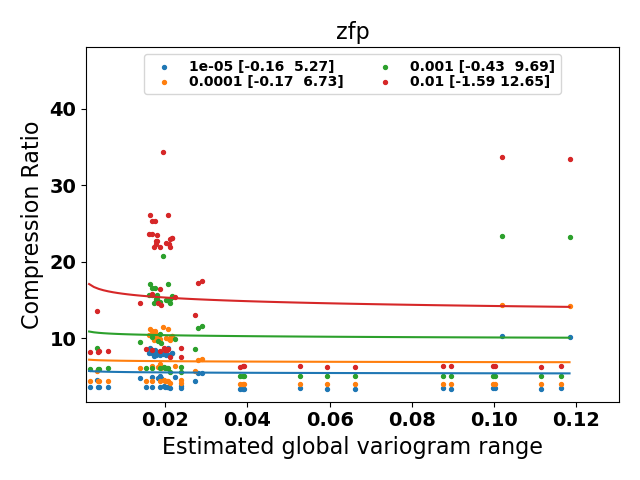 zfp
1e-05 [-0.16  5.27]
0.0001 [-0.17  6.73]
0.001 [-0.43  9.69]
0.01 [-1.59 12.65]
Compression Ratio
40
30
20
10
0.02 0.04 0.06 0.08 0.10 0.12
Estimated global variogram range